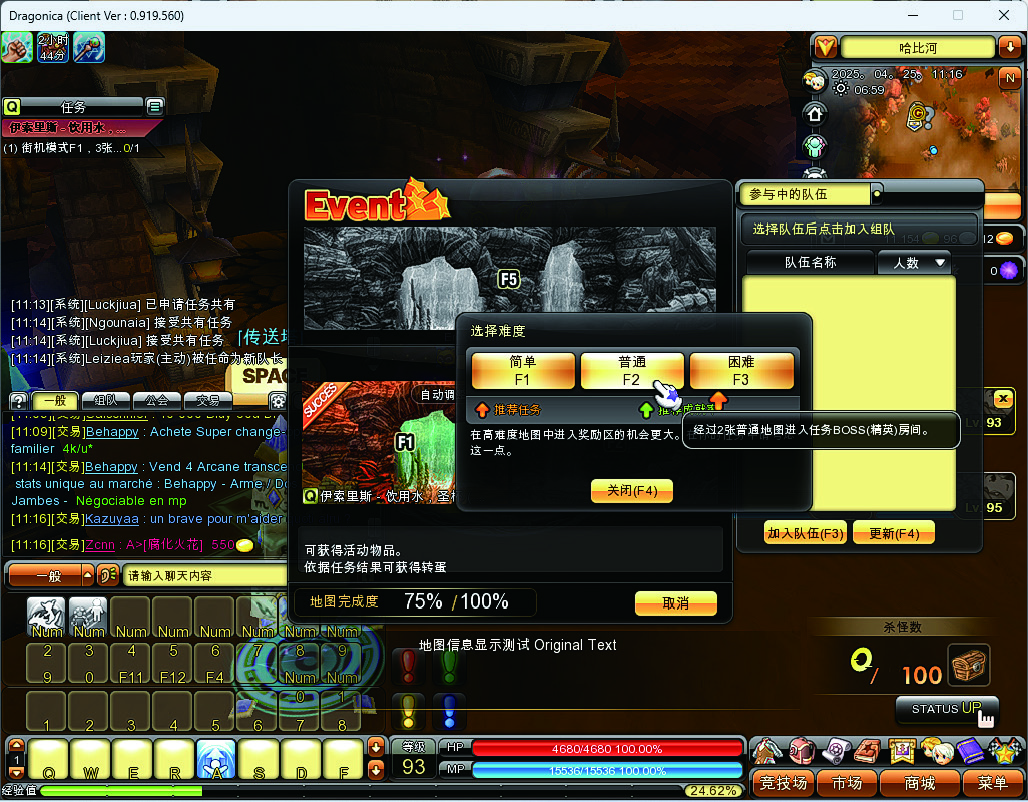 Dragonica (Client Ver : 0.919.560)
2小时
44分
哈比河
N
2025。 04。 25。 11:16
06:59
Q 任务
伊索里斯 - 饮用水，...
(1) 街机模式F1，3张...0/1
Event
F5
参与中的队伍
选择队伍后点击加入组队
队伍名称 人数
12
0
[11:13][系统][Luckjiua] 已申请任务共有
[11:14][系统][Ngounaia] 接受共有任务
[11:14][系统][Luckjiua] 接受共有任务
[11:14][系统]Leiziea玩家(主动)被任命为新队长
[传送
SPAC
选择难度
简单
F1
普通
F2
困难
F3
推荐任务
在高难度地图中进入奖励区的机会更大。
这一点。
经过2张普通地图进入任务BOSS(精英)房间。
关闭(F4)
SUCCESS
自动调
F1
Q 伊索里斯 - 饮用水
? 一般 组队 公会 交易
[11:09][交易]Behappy : Achete Super change-
familier 4k/u*
[11:14][交易]Behappy : Vend 4 Arcane transce
stats unique au marché : Behappy - Arme / Do
Jambes - Négociable en mp
[11:16][交易]Kazuyaa : un brave pour m'aider
[11:16][交易]Zcnn : A>[腐化火花] 550
一般 请输入聊天内容
Lv 93
Lv 95
加入队伍(F3) 更新(F4)
可获得活动物品。
依据任务结果可获得转蛋
地图完成度 75% /100%
取消
地图信息显示测试 Original Text
杀怪数
0/ 100
STATUS UP
Num Num Num Num Num Num Num Num
2 3 4 5 6 7 8 9
9 0 F11 F12 F4 Num Num
0 1
1 2 3 4 5 6 7 8
1
Q W E R A S D F
等级
93
HP 4680/4680 100.00%
MP 15536/15536 100.00%
竞技场 市场 商城 菜单
经验值 24.62%